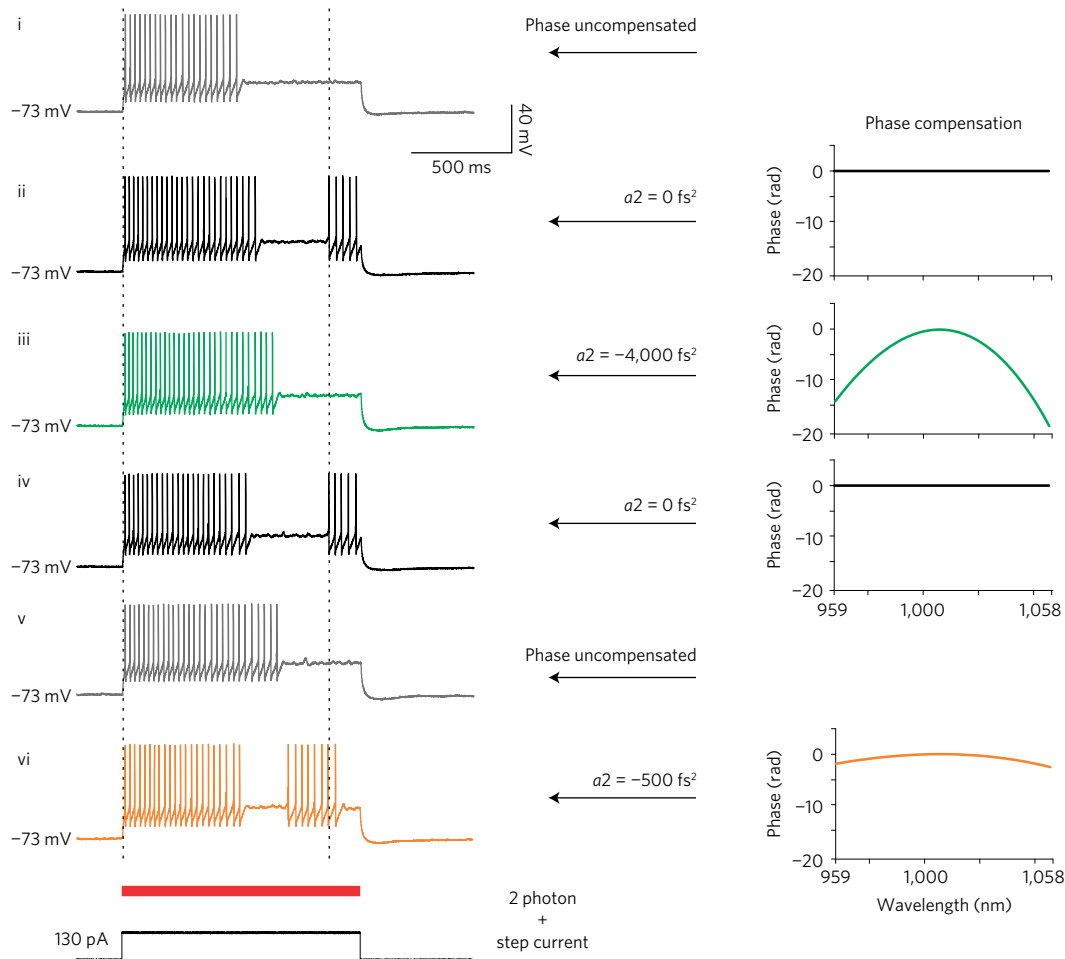 i
Phase uncompensated
−73 mV
40 mV
500 ms
Phase compensation
ii
a2 = 0 fs²
−73 mV
Phase (rad)
0
−10
−20
iii
a2 = −4,000 fs²
−73 mV
Phase (rad)
0
−10
−20
iv
a2 = 0 fs²
−73 mV
Phase (rad)
0
−10
−20
959
1,000
1,058
v
Phase uncompensated
−73 mV
vi
a2 = −500 fs²
−73 mV
Phase (rad)
0
−10
−20
959
1,000
1,058
Wavelength (nm)
2 photon
+
step current
130 pA